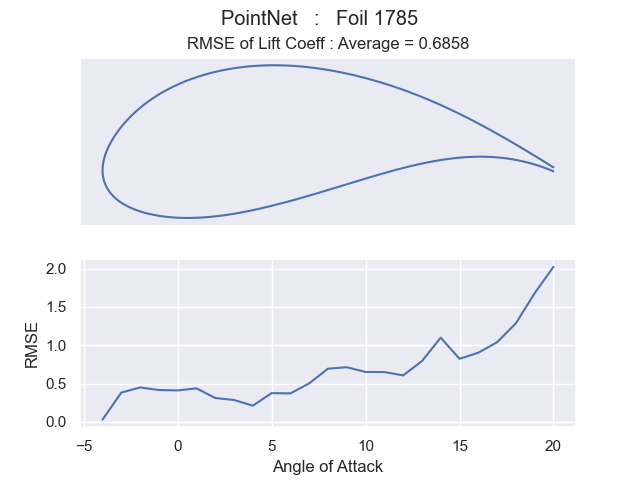 PointNet : Foil 1785
RMSE of Lift Coeff : Average = 0.6858
2.0
1.5
1.0
0.5
0.0
RMSE
−5 0 5 10 15 20
Angle of Attack